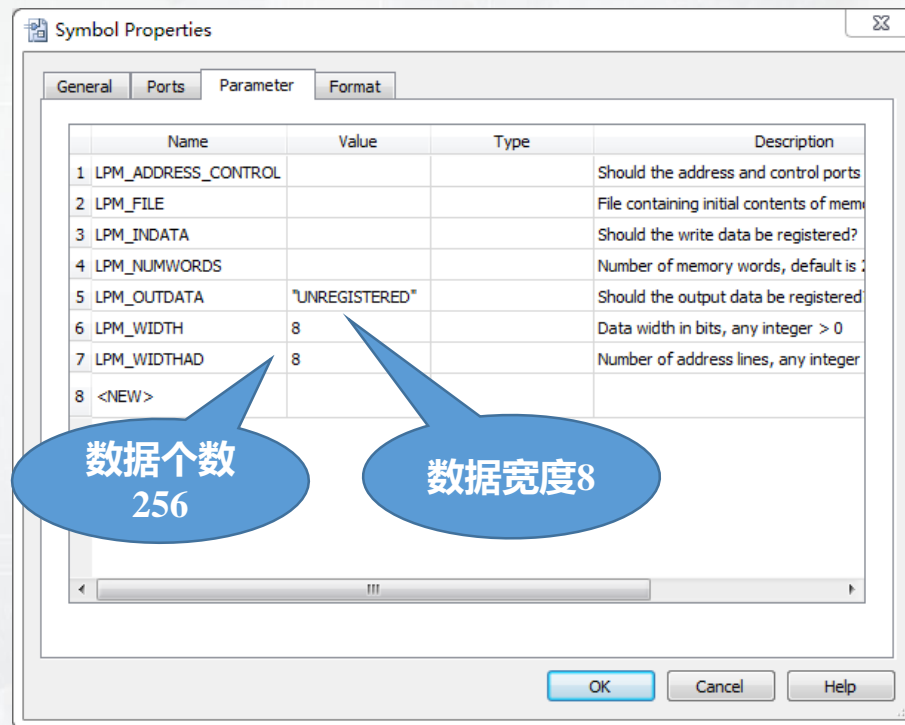 Symbol Properties
General Ports Parameter Format
Name Value Type Description
1 LPM_ADDRESS_CONTROL Should the address and control ports
2 LPM_FILE File containing initial contents of mem
3 LPM_INDATA Should the write data be registered?
4 LPM_NUMWORDS Number of memory words, default is
5 LPM_OUTDATA "UNREGISTERED" Should the output data be registered
6 LPM_WIDTH 8 Data width in bits, any integer > 0
7 LPM_WIDTHAD 8 Number of address lines, any integer
8 <NEW>
数据个数
256
数据宽度8
OK Cancel Help